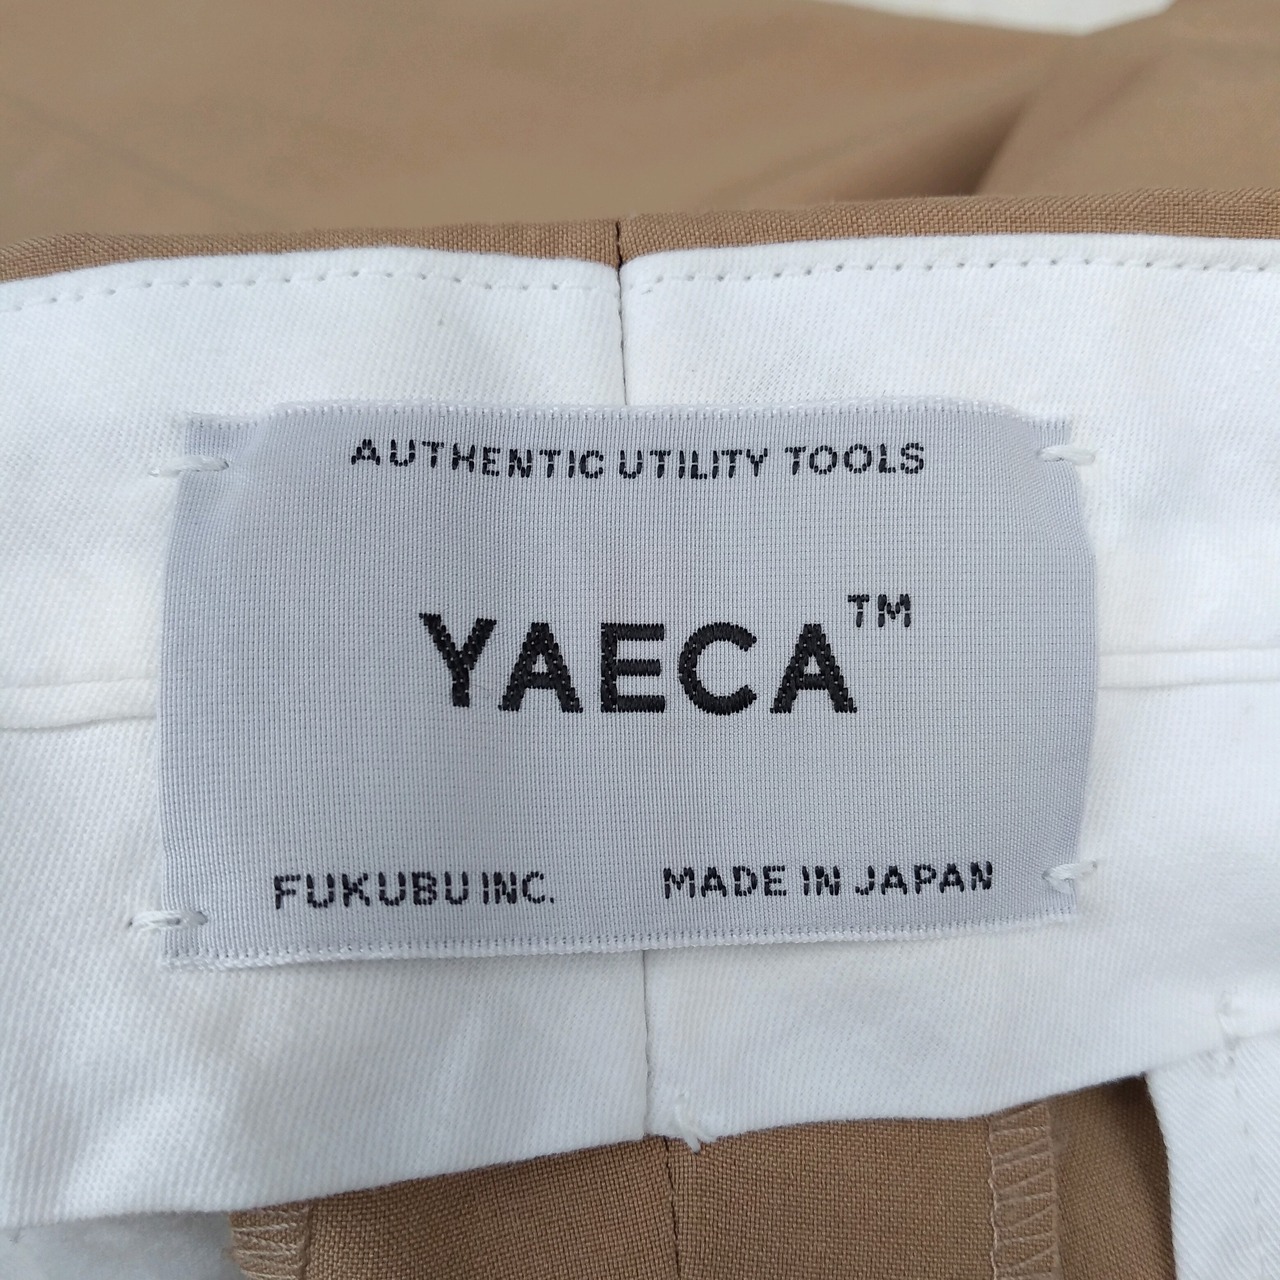 AUTHENTIC UTILITY TOOLS
YAECA™
FUKUBU INC. MADE IN JAPAN